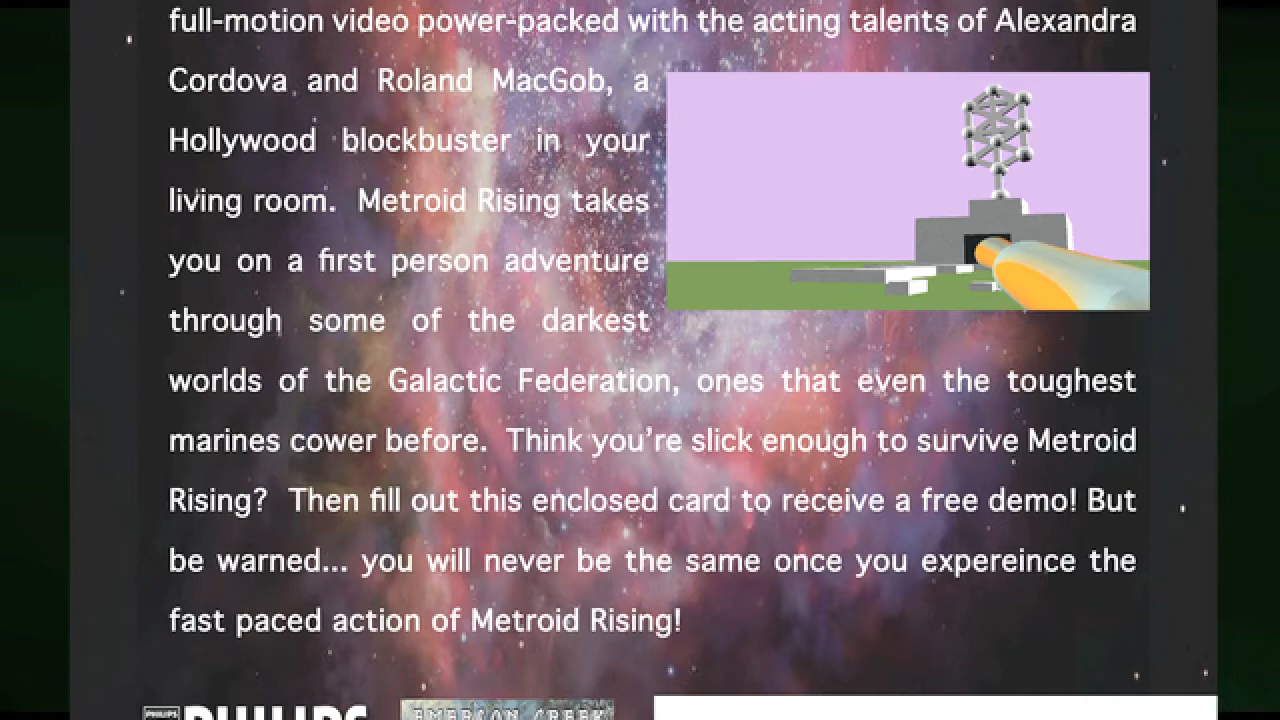 full-motion video power-packed with the acting talents of Alexandra
Cordova and Roland MacGob, a
Hollywood blockbuster in your
living room. Metroid Rising takes
you on a first person adventure
through some of the darkest
worlds of the Galactic Federation, ones that even the toughest
marines cower before. Think you're slick enough to survive Metroid
Rising? Then fill out this enclosed card to receive a free demo! But
be warned... you will never be the same once you expereince the
fast paced action of Metroid Rising!
PHILIPS PHILIPS EMERSON CREEK